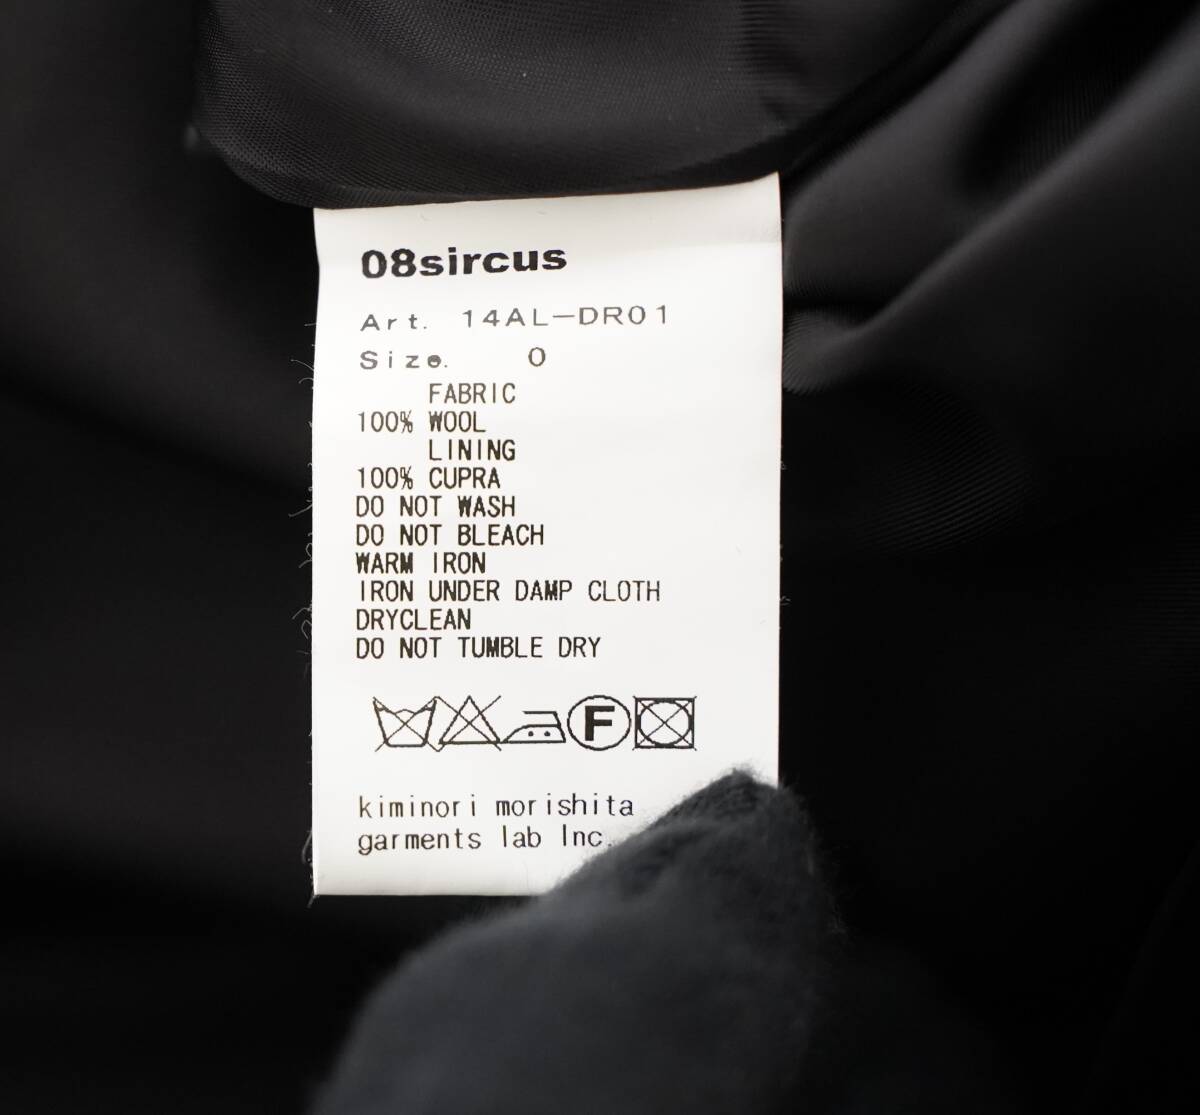 08sircus
Art. 14AL-DR01
Size. 0
FABRIC
100% WOOL
LINING
100% CUPRA
DO NOT WASH
DO NOT BLEACH
WARM IRON
IRON UNDER DAMP CLOTH
DRYCLEAN
DO NOT TUMBLE DRY
F
kiminori morishita
garments lab Inc.